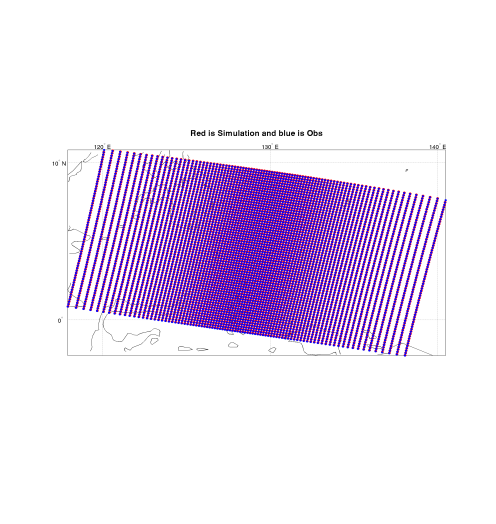 Red is Simulation and blue is Obs
120° E
130° E
140° E
10° N
0°